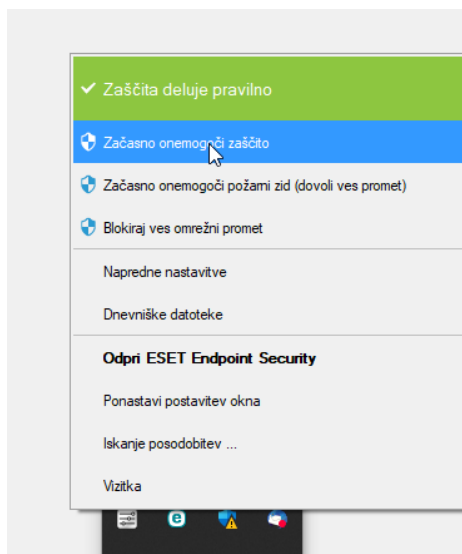 Zaščita deluje pravilno
Začasno onemogoči zaščito
Začasno onemogoči požarni zid (dovoli ves promet)
Blokiraj ves omrežni promet
Napredne nastavitve
Dnevniške datoteke
Odpri ESET Endpoint Security
Ponastavi postavitev okna
Iskanje posodobitev ...
Vizitka
e